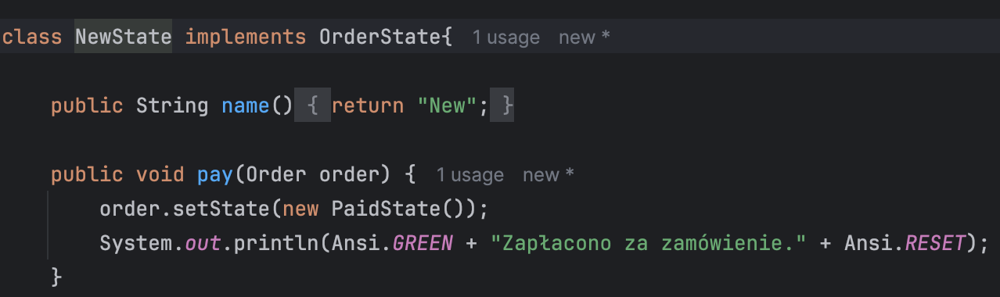 class NewState implements OrderState{ 1 usage new *
public String name() { return "New"; }
public void pay(Order order) { 1 usage new *
order.setState(new PaidState());
System.out.println(Ansi.GREEN + "Zapłacono za zamówienie." + Ansi.RESET);
}